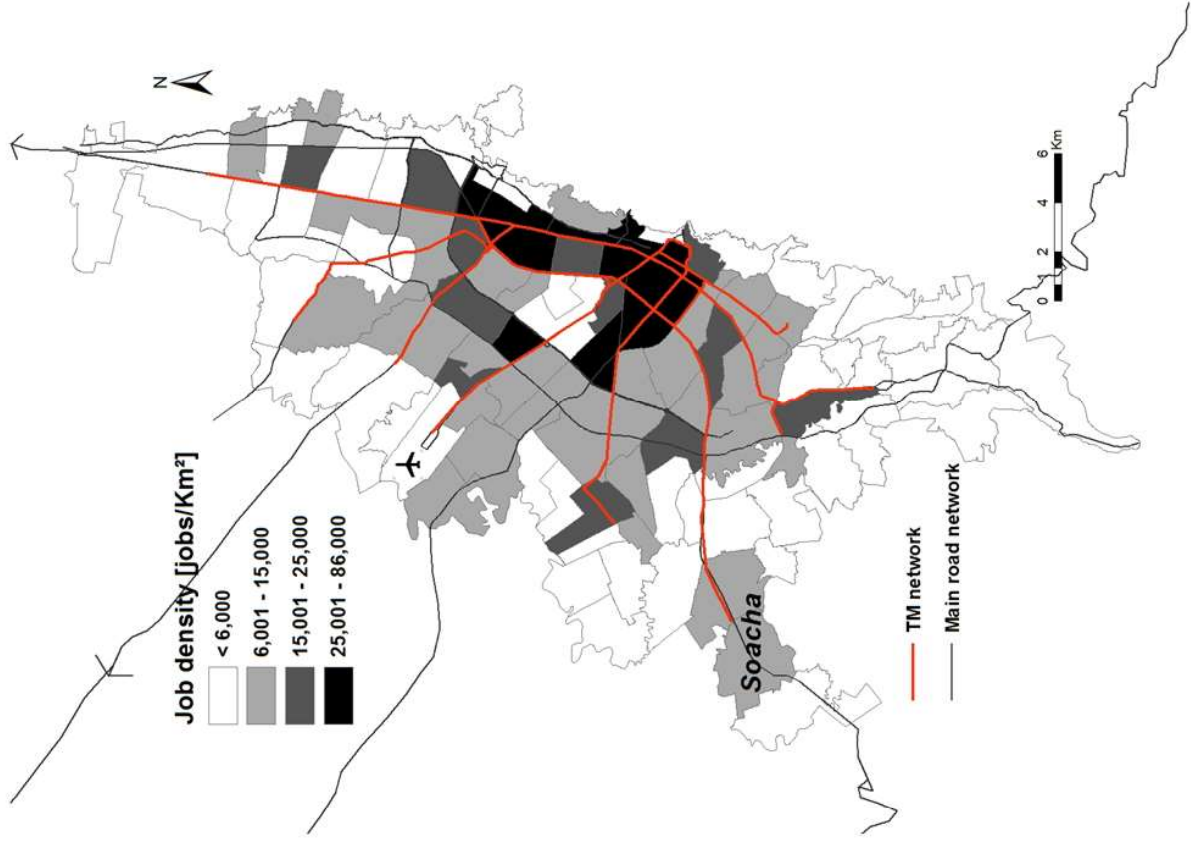 N
Job density [jobs/Km²]
< 6,000
6,001 - 15,000
15,001 - 25,000
25,001 - 86,000
Soacha
TM network
Main road network
0 1 2 4 6
Km